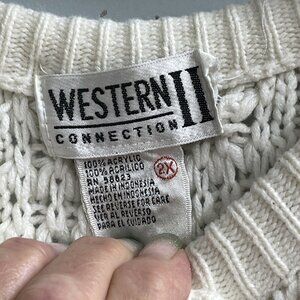 WESTERN II
CONNECTION
100% ACRYLIC
100% ACRILICO
RN 58623
MADE IN INDONESIA
HECHO EN INDONESIA
SEE REVERSE FOR CARE
VER AL REVERSO
PARA EL CUIDADO
2X